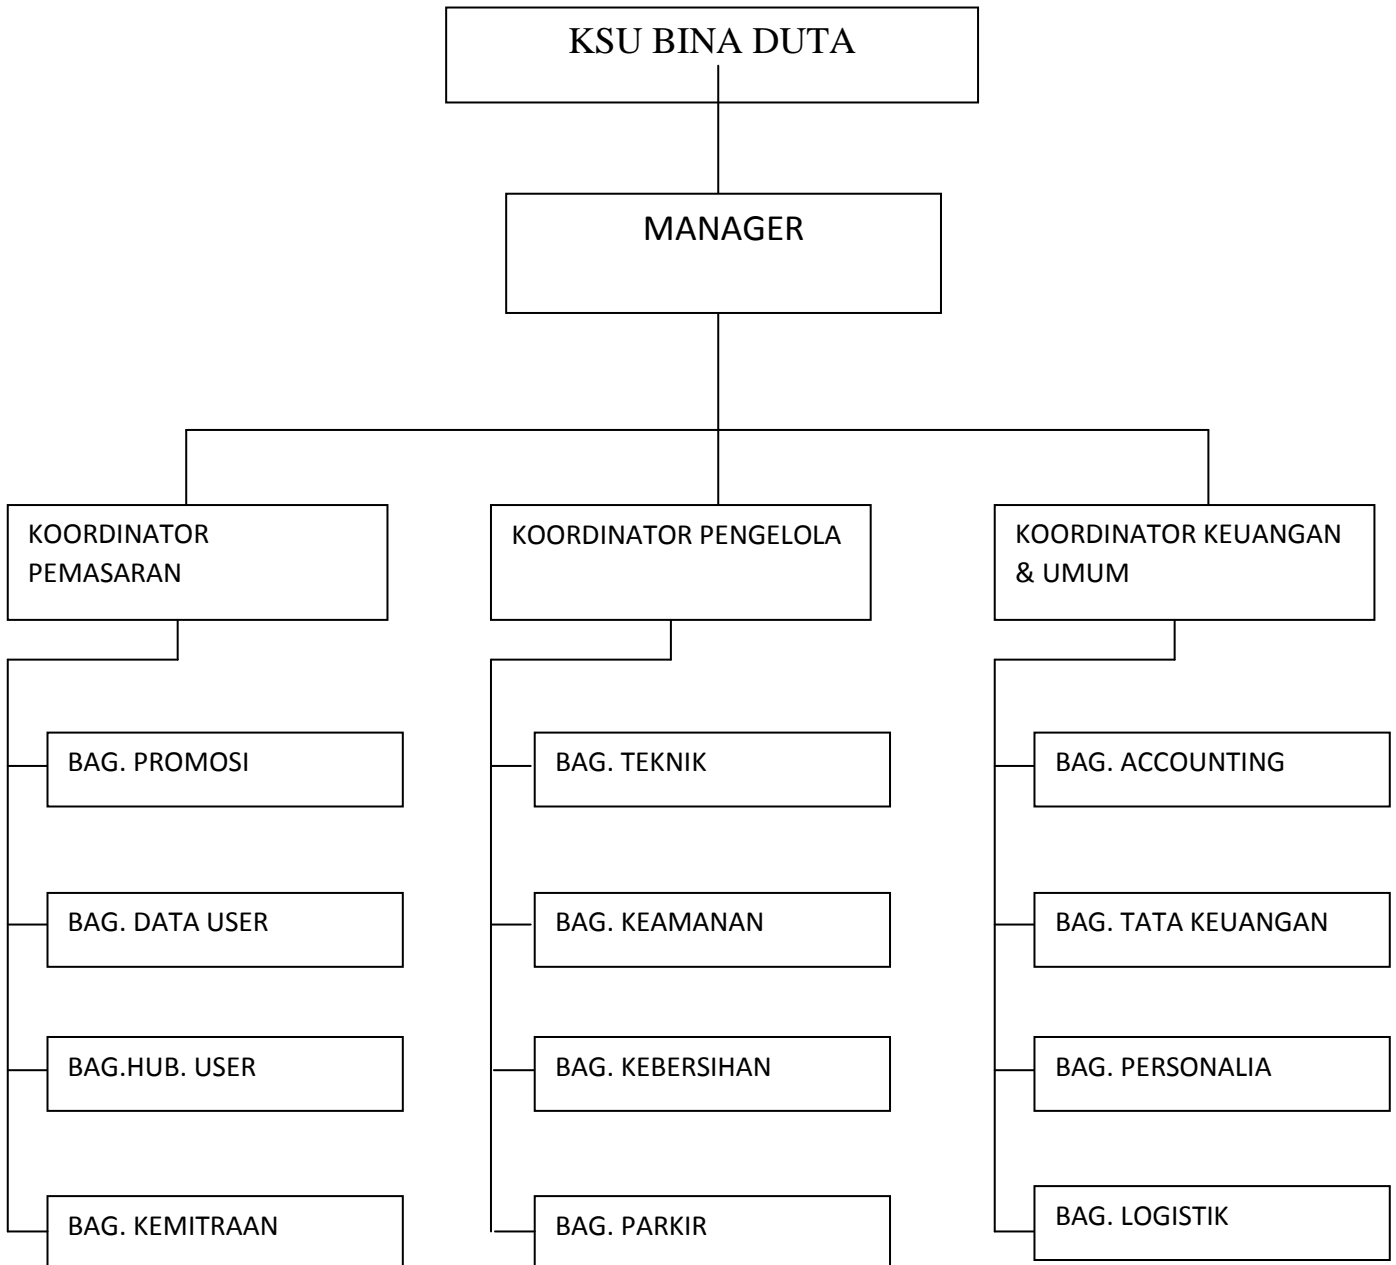 KSU BINA DUTA
MANAGER
KOORDINATOR
PEMASARAN
KOORDINATOR PENGELOLA
KOORDINATOR KEUANGAN
& UMUM
BAG. PROMOSI
BAG. TEKNIK
BAG. ACCOUNTING
BAG. DATA USER
BAG. KEAMANAN
BAG. TATA KEUANGAN
BAG.HUB. USER
BAG. KEBERSIHAN
BAG. PERSONALIA
BAG. KEMITRAAN
BAG. PARKIR
BAG. LOGISTIK